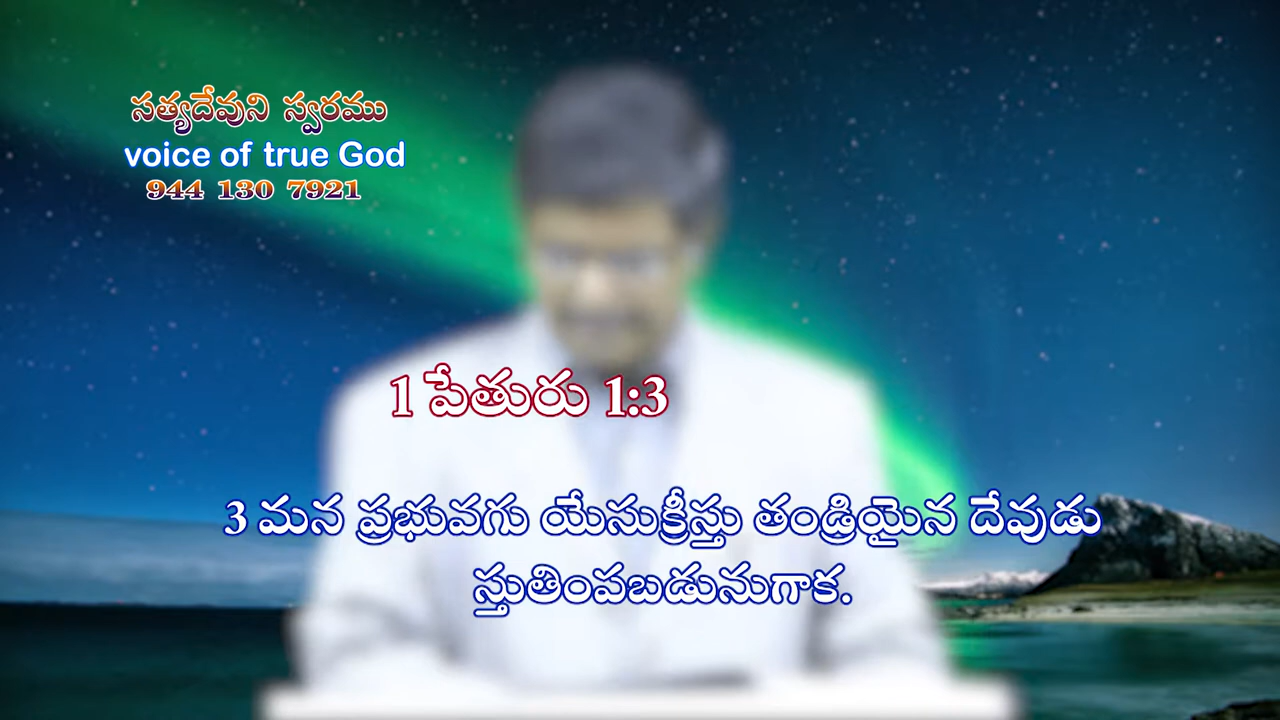 సత్యదేవుని స్వరము
voice of true God
944 130 7921
1 పేతురు 1:3
3 మన ప్రభువగు యేసుక్రీస్తు తండ్రియైన దేవుడు
స్తుతింపబడునుగాక.